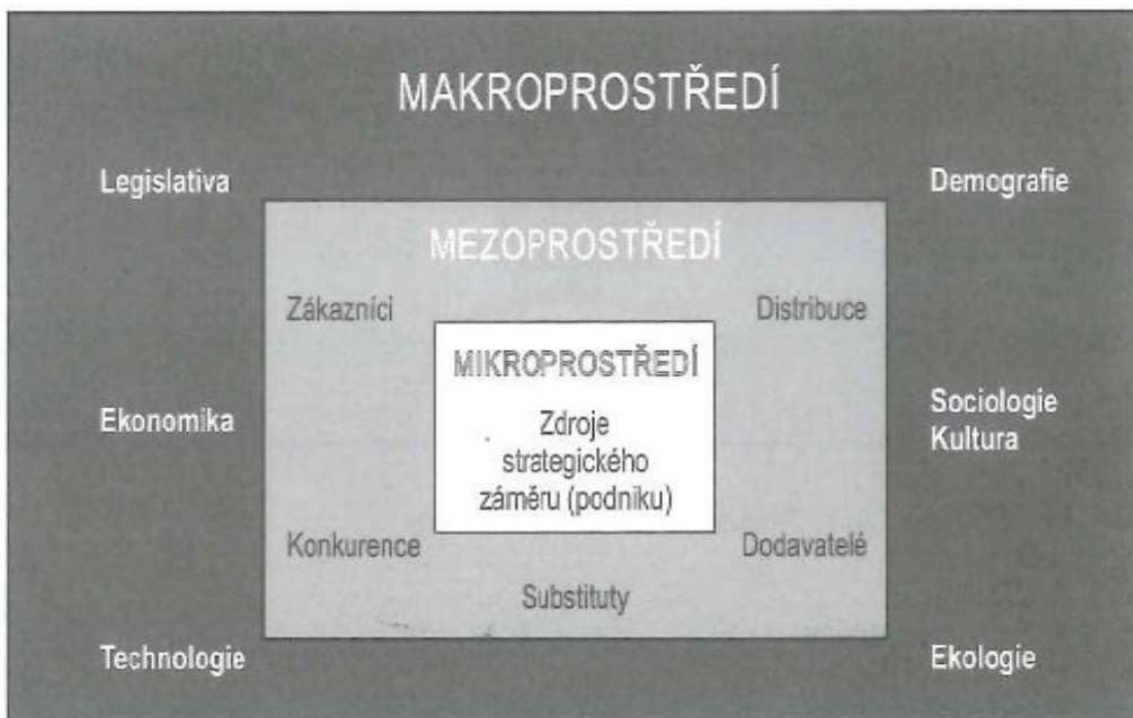 MAKROPROSTŘEDÍ
Legislativa
Demografie
MEZOPROSTŘEDÍ
Zákazníci
Distribuce
MIKROPROSTŘEDÍ
Ekonomika
Zdroje
strategického
záměru (podniku)
Sociologie
Kultura
Konkurence
Dodavatelé
Substituty
Technologie
Ekologie